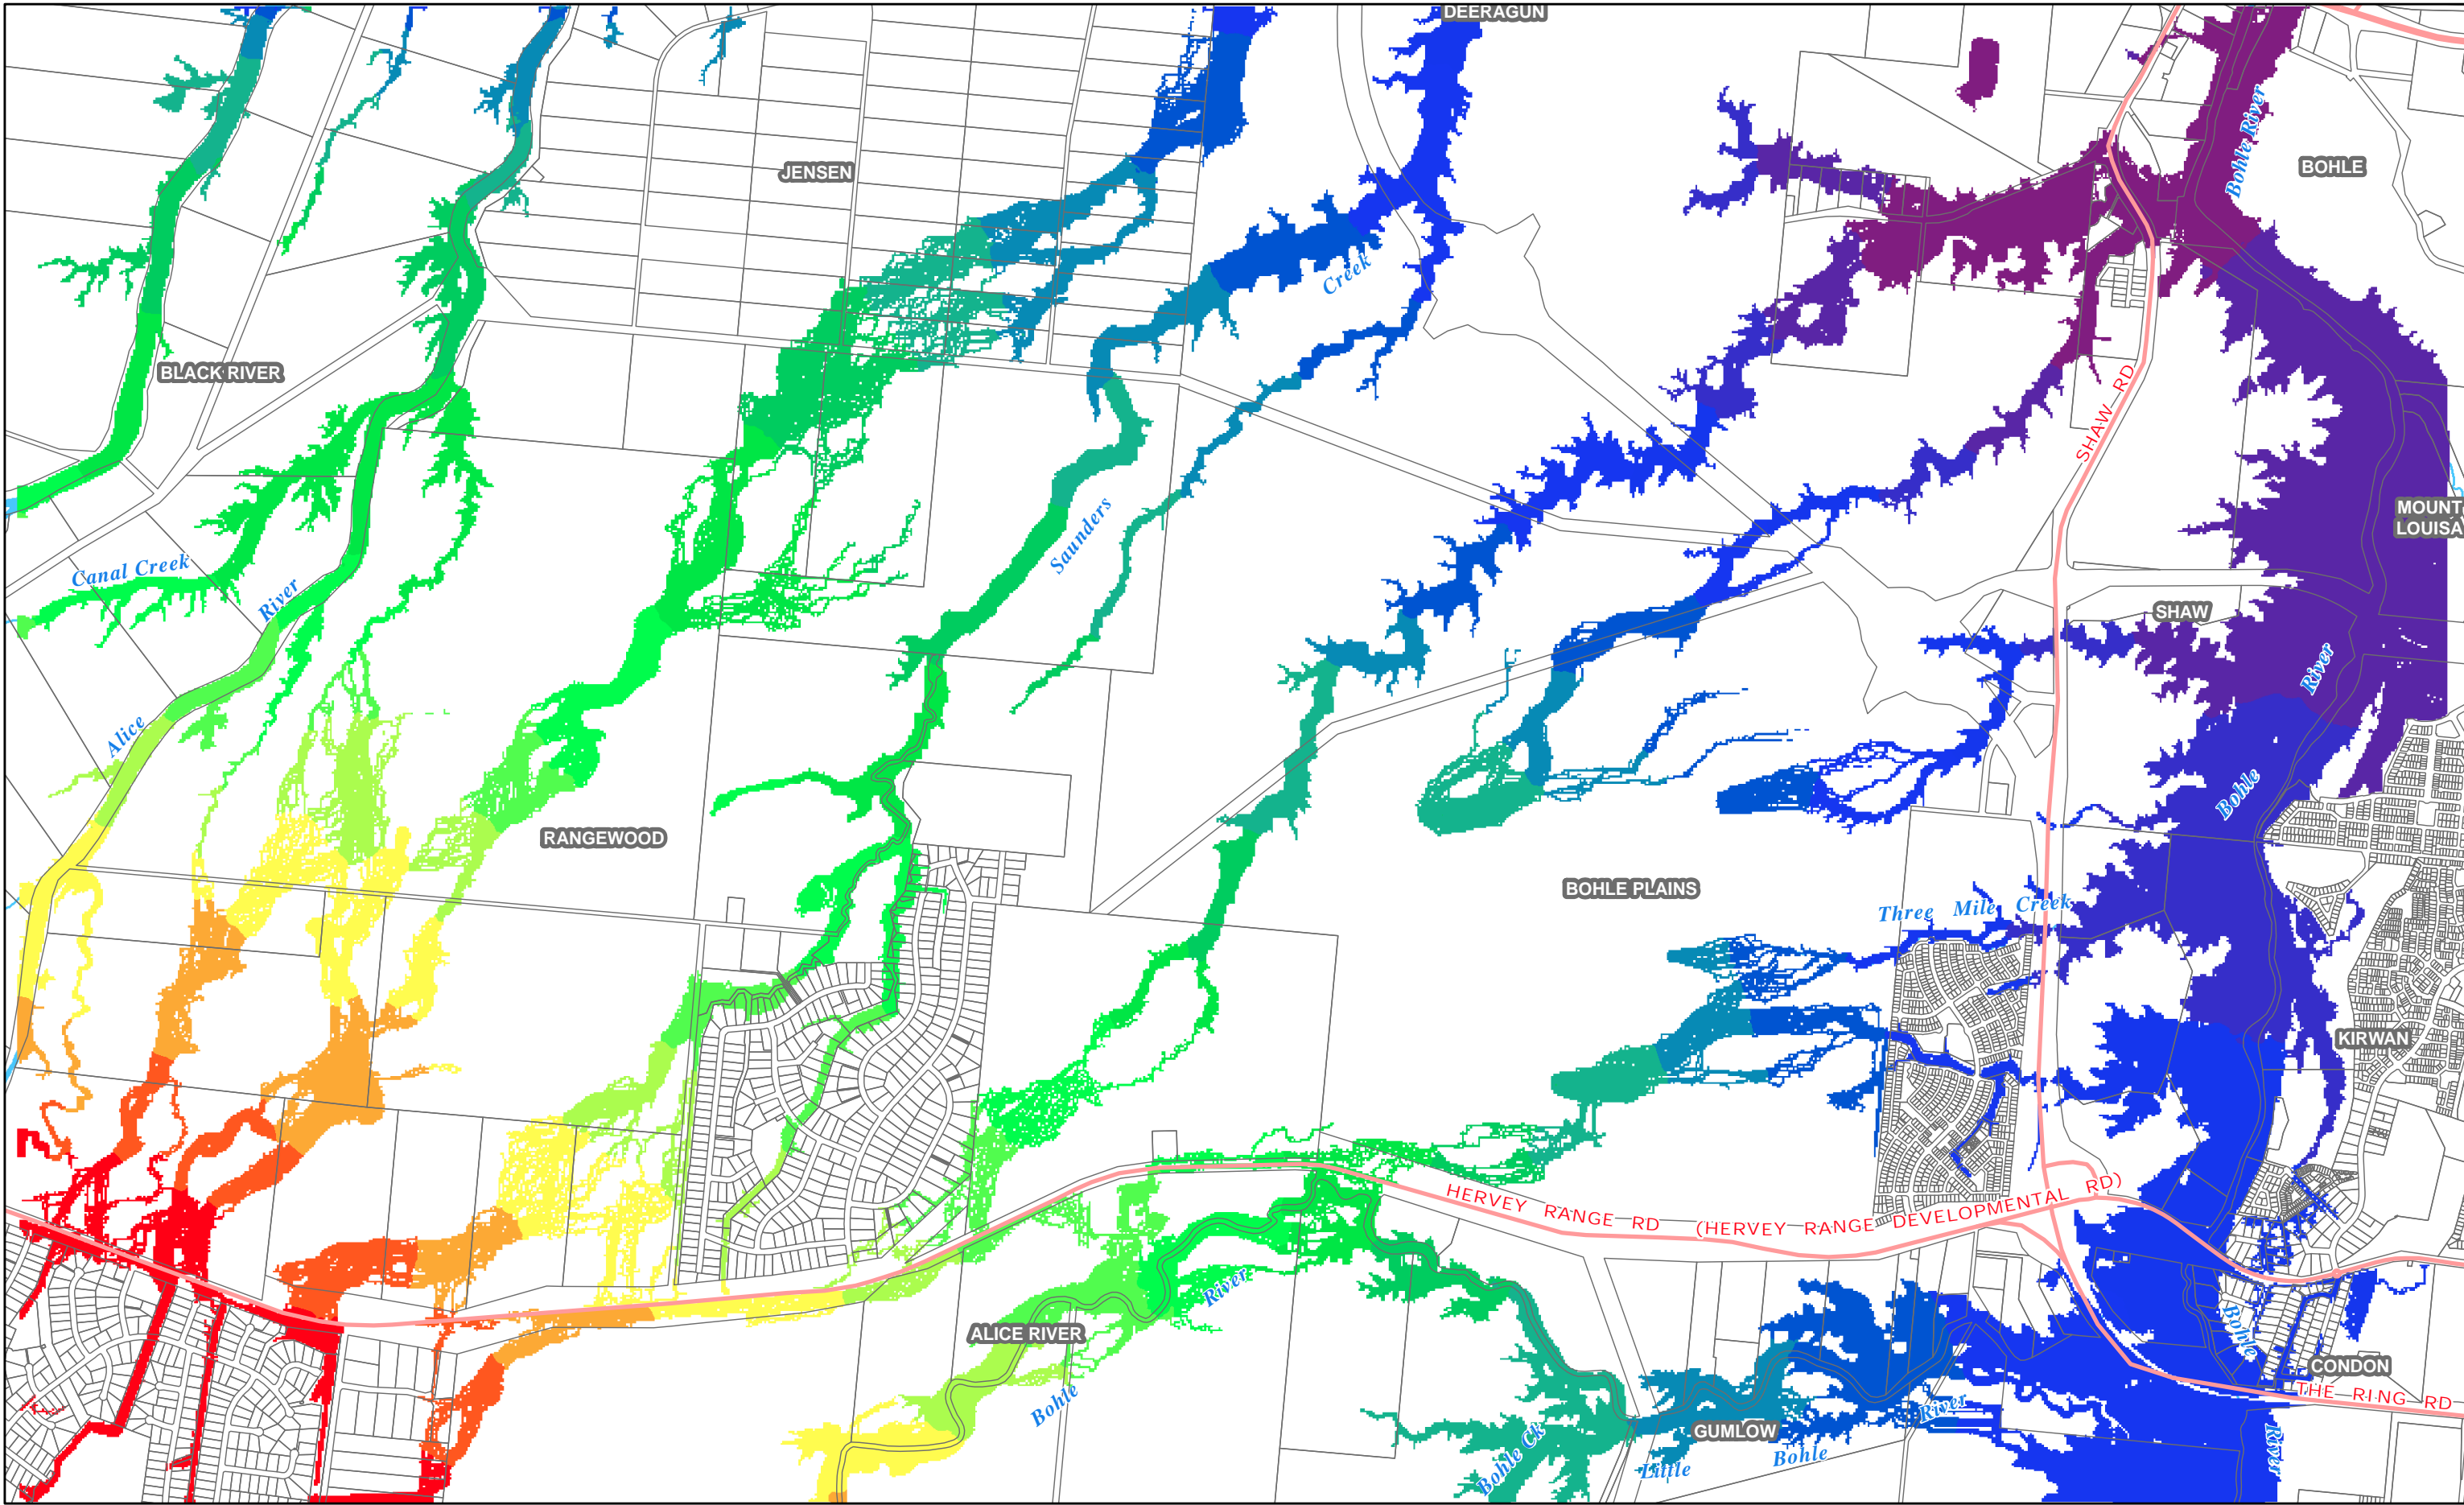 DEERAGUN
Bohle River
BOHLE
JENSEN
Creek
BLACK RIVER
SHAW RD
MOUNT
LOUISA
Saunders
Canal Creek
River
SHAW
River
Alice
Bohle
RANGEWOOD
BOHLE PLAINS
Three Mile Creek
KIRWAN
HERVEY RANGE RD (HERVEY RANGE DEVELOPMENTAL RD)
River
ALICE RIVER
Bohle
CONDON
THE RING RD
Bohle
River
GUMLOW
Bohle Ck
Little Bohle
River